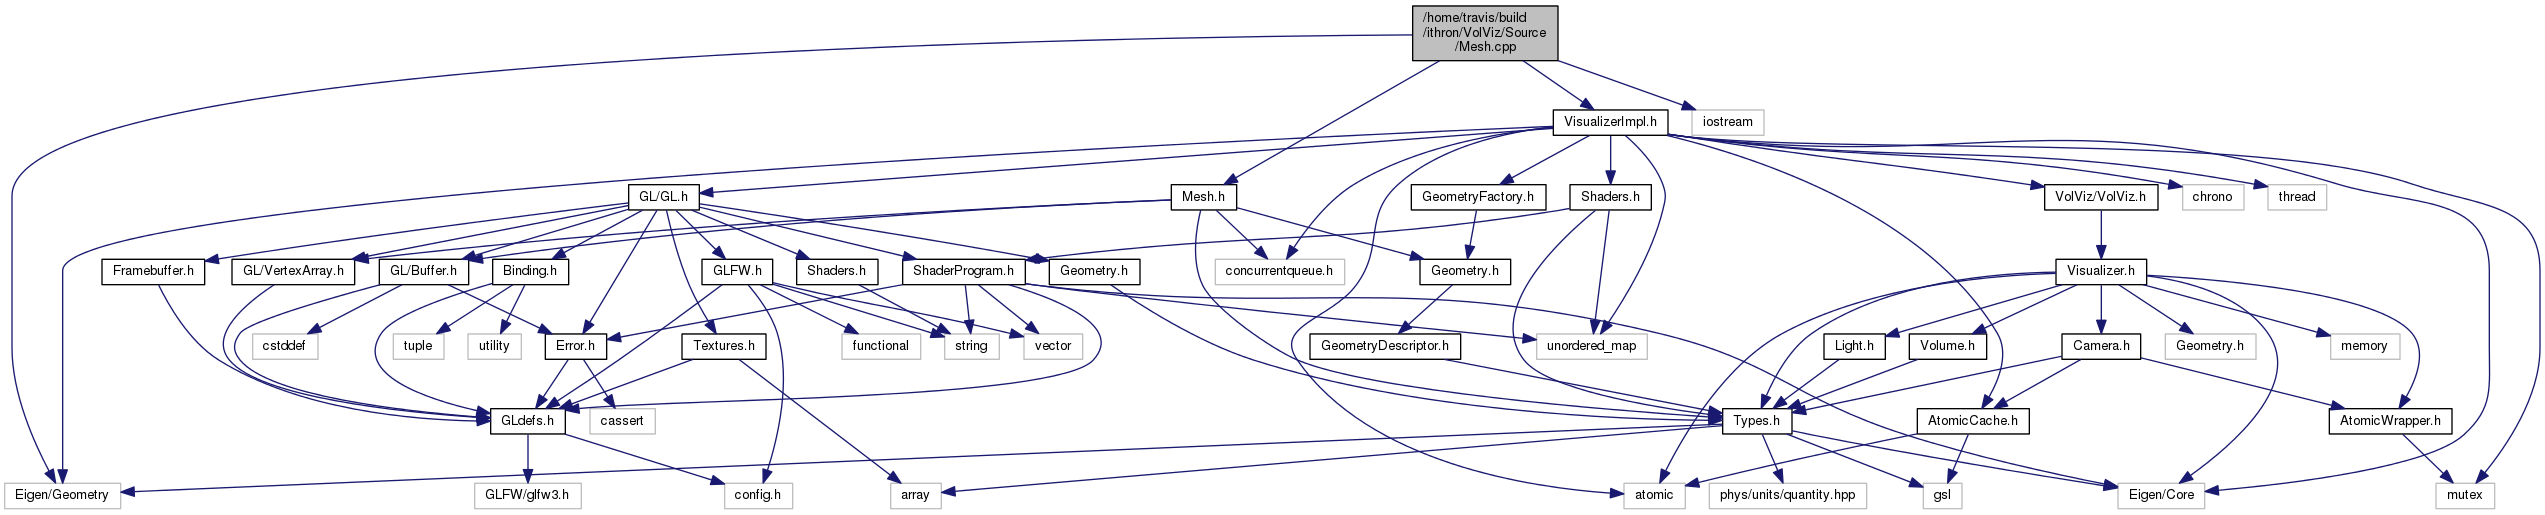 /home/travis/build
/ithron/VolViz/Source
/Mesh.cpp
VisualizerImpl.h
iostream
GL/GL.h
Mesh.h
GeometryFactory.h
Shaders.h
VolViz/VolViz.h
chrono
thread
Framebuffer.h
GL/VertexArray.h
GL/Buffer.h
Binding.h
GLFW.h
Shaders.h
ShaderProgram.h
Geometry.h
concurrentqueue.h
Geometry.h
Visualizer.h
cstddef
tuple
utility
Error.h
Textures.h
functional
string
vector
unordered_map
GeometryDescriptor.h
Light.h
Volume.h
Camera.h
Geometry.h
memory
GLdefs.h
cassert
Types.h
AtomicCache.h
AtomicWrapper.h
Eigen/Geometry
GLFW/glfw3.h
config.h
array
atomic
phys/units/quantity.hpp
gsl
Eigen/Core
mutex